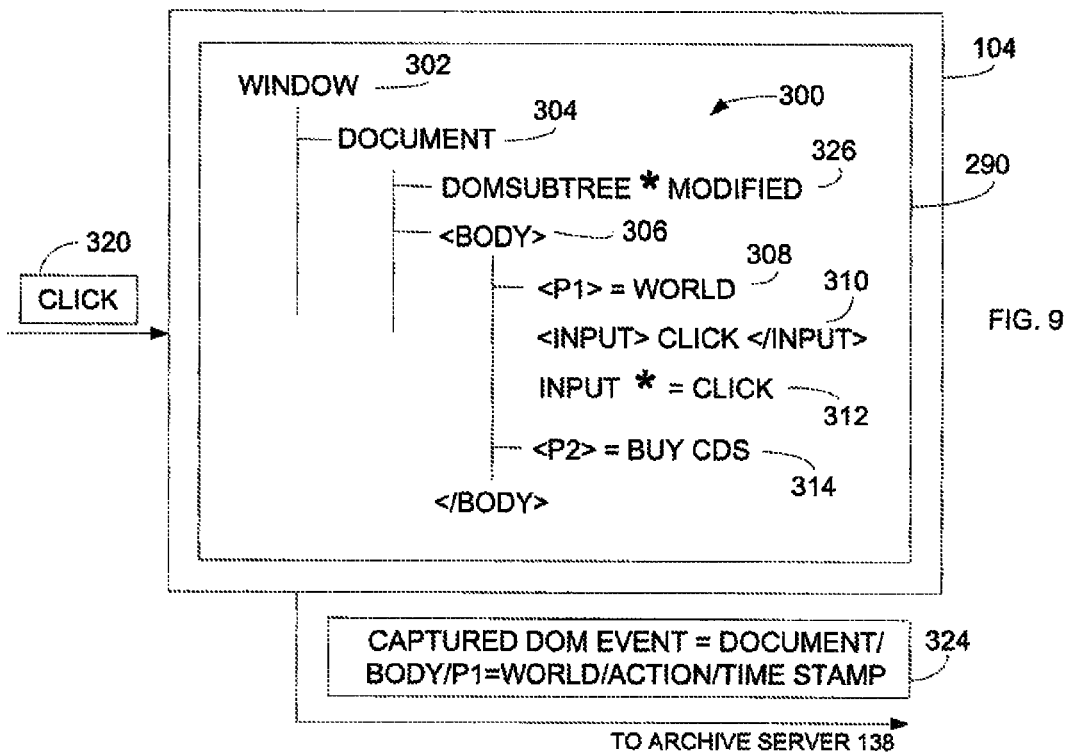 WINDOW 302
104
300
DOCUMENT 304
326
DOMSUBTREE * MODIFIED
290
<BODY> 306
320
CLICK
308
<P1> = WORLD
310
<INPUT> CLICK </INPUT>
FIG. 9
INPUT * = CLICK
312
<P2> = BUY CDS
314
</BODY>
CAPTURED DOM EVENT = DOCUMENT/
BODY/P1=WORLD/ACTION/TIME STAMP
324
TO ARCHIVE SERVER 138